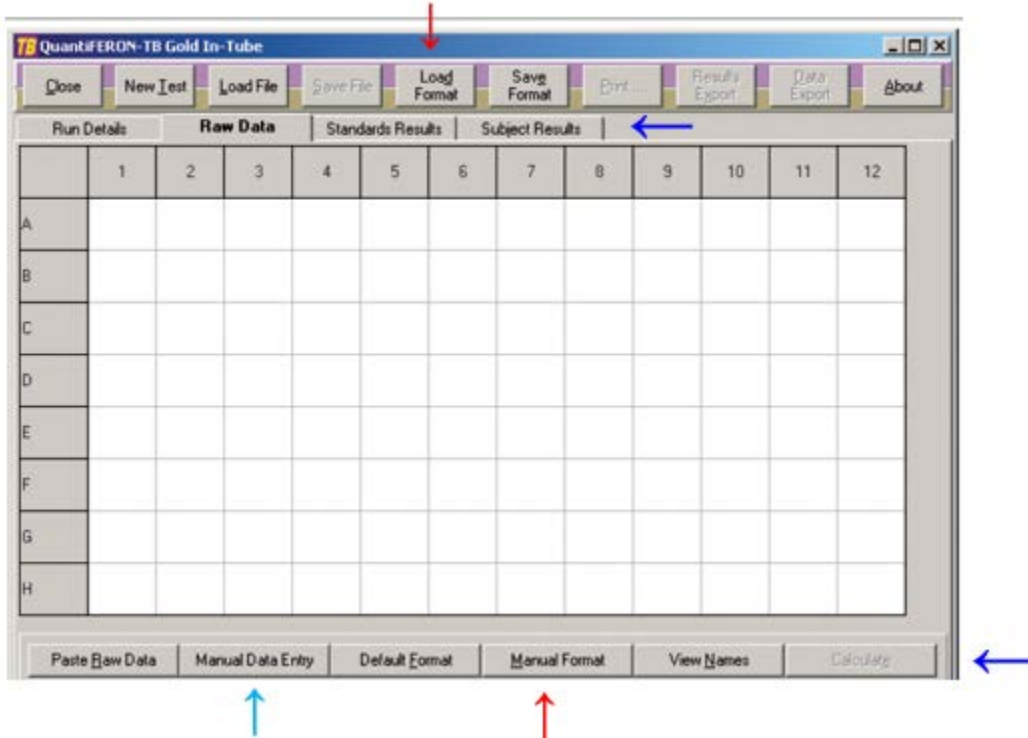 TB QuantiFERON-TB Gold In-Tube
Close New Test Load File Save File Load Format Save Format Print ... Results Export Data Export About
Run Details Raw Data Standards Results Subject Results
1 2 3 4 5 6 7 8 9 10 11 12
A
B
C
D
E
F
G
H
Paste Raw Data Manual Data Entry Default Format Manual Format View Names Calculate